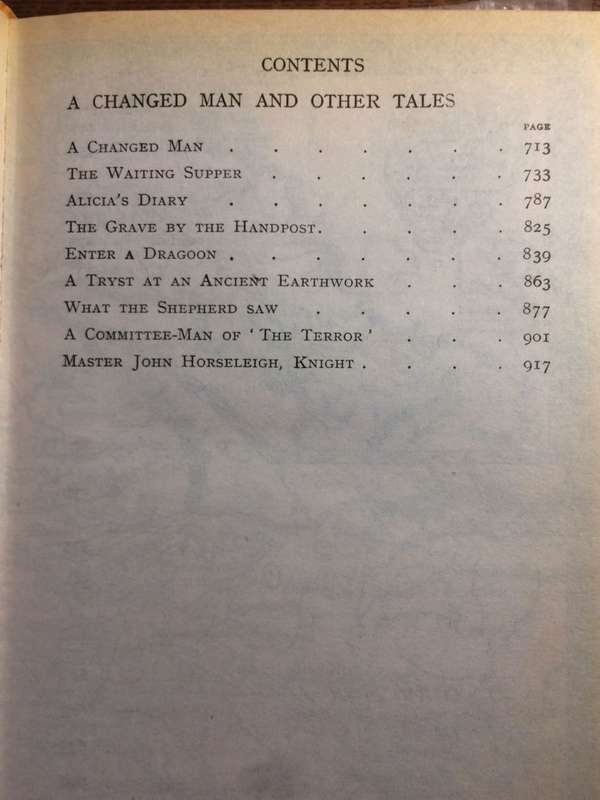 CONTENTS
A CHANGED MAN AND OTHER TALES
PAGE
A CHANGED MAN . . . . . . . 713
THE WAITING SUPPER . . . . . . 733
ALICIA'S DIARY . . . . . . . 787
THE GRAVE BY THE HANDPOST . . . . . 825
ENTER A DRAGOON . . . . . . . 839
A TRYST AT AN ANCIENT EARTHWORK . . . 863
WHAT THE SHEPHERD SAW . . . . . 877
A COMMITTEE-MAN OF ‘ THE TERROR ’ . . . 901
MASTER JOHN HORSELEIGH, KNIGHT . . . . 917